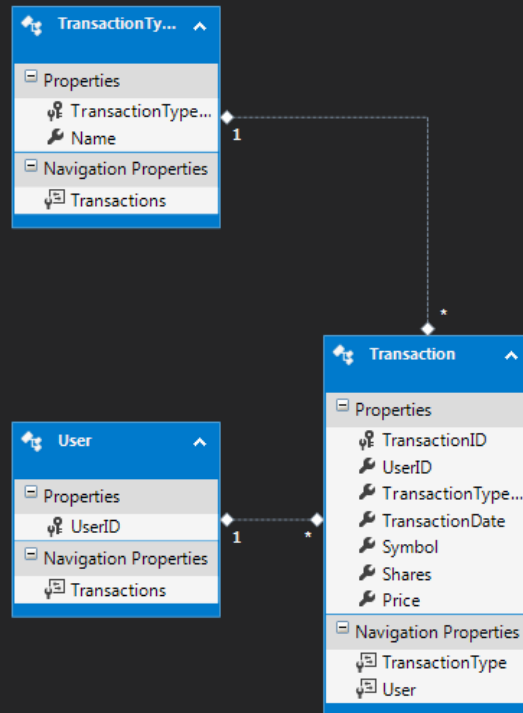 TransactionTy...
Properties
TransactionType...
Name
Navigation Properties
Transactions
1
*
Transaction
Properties
TransactionID
UserID
TransactionType...
TransactionDate
Symbol
Shares
Price
Navigation Properties
TransactionType
User
User
Properties
UserID
Navigation Properties
Transactions
1
*